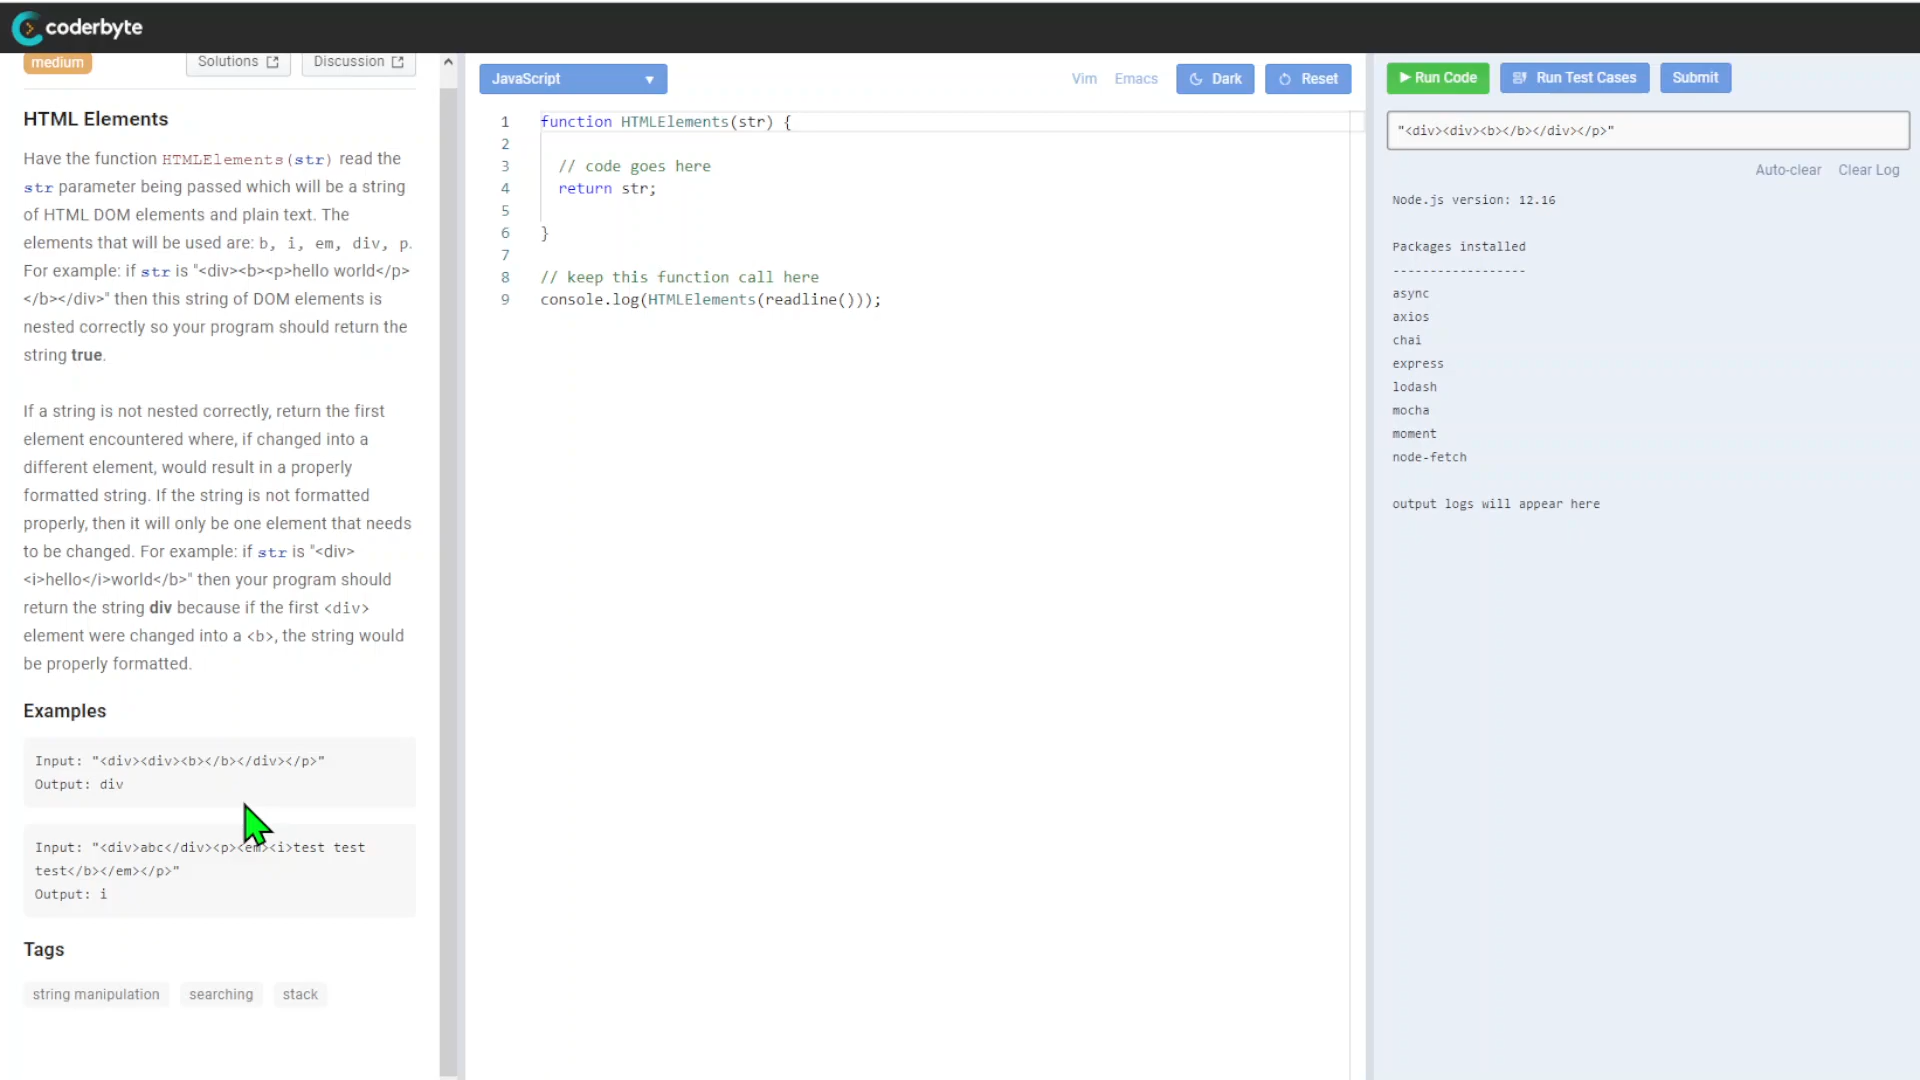 coderbyte
medium
Solutions
Discussion
HTML Elements
Have the function HTMLElements(str) read the
str parameter being passed which will be a string
of HTML DOM elements and plain text. The
elements that will be used are: b, i, em, div, p.
For example: if str is "<div><b><p>hello world</p>
</b></div>" then this string of DOM elements is
nested correctly so your program should return the
string true.
If a string is not nested correctly, return the first
element encountered where, if changed into a
different element, would result in a properly
formatted string. If the string is not formatted
properly, then it will only be one element that needs
to be changed. For example: if str is "<div>
<i>hello</i>world</b>" then your program should
return the string div because if the first <div>
element were changed into a <b>, the string would
be properly formatted.
Examples
Input: "<div><div><b></b></div></p>"
Output: div
Input: "<div>abc</div><p><em><i>test test
test</b></em></p>"
Output: i
Tags
string manipulation
searching
stack
JavaScript
Vim
Emacs
Dark
Reset
1 function HTMLElements(str) {
2
3 // code goes here
4 return str;
5
6 }
7
8 // keep this function call here
9 console.log(HTMLElements(readline()));
Run Code
Run Test Cases
Submit
"<div><div><b></b></div></p>"
Auto-clear
Clear Log
Node.js version: 12.16
Packages installed
------------------
async
axios
chai
express
lodash
mocha
moment
node-fetch
output logs will appear here